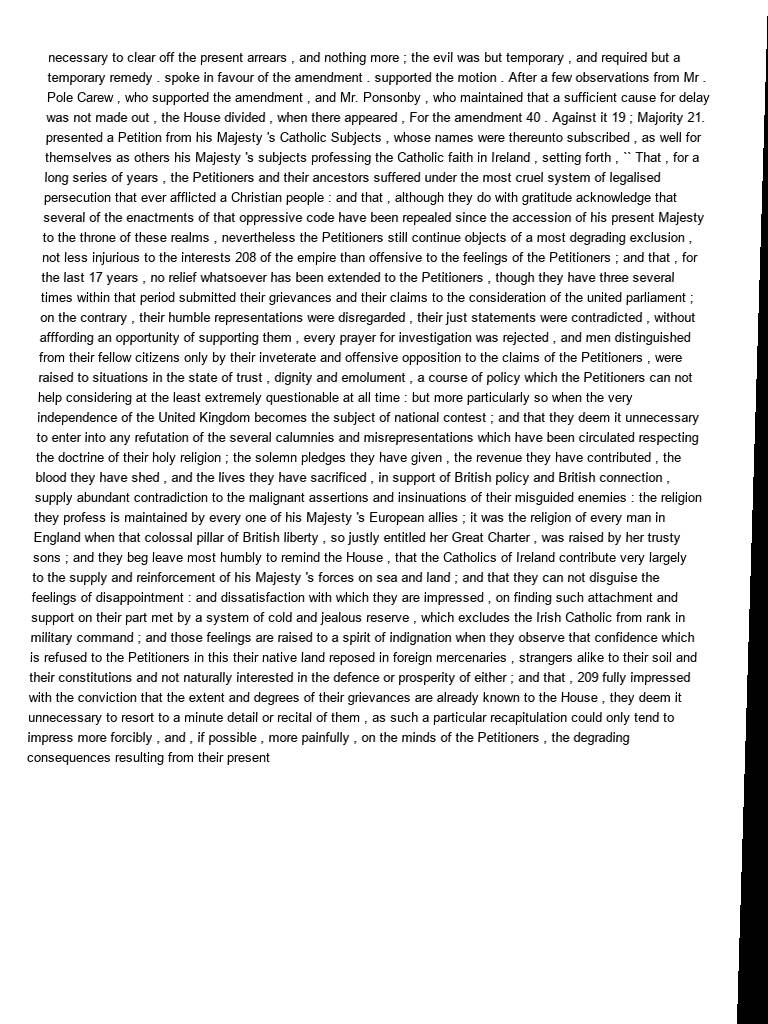 necessary to clear off the present arrears , and nothing more ; the evil was but temporary , and required but a
temporary remedy . spoke in favour of the amendment . supported the motion . After a few observations from Mr .
Pole Carew , who supported the amendment , and Mr. Ponsonby , who maintained that a sufficient cause for delay
was not made out , the House divided , when there appeared , For the amendment 40 . Against it 19 ; Majority 21.
presented a Petition from his Majesty 's Catholic Subjects , whose names were thereunto subscribed , as well for
themselves as others his Majesty 's subjects professing the Catholic faith in Ireland , setting forth , `` That , for a
long series of years , the Petitioners and their ancestors suffered under the most cruel system of legalised
persecution that ever afflicted a Christian people : and that , although they do with gratitude acknowledge that
several of the enactments of that oppressive code have been repealed since the accession of his present Majesty
to the throne of these realms , nevertheless the Petitioners still continue objects of a most degrading exclusion ,
not less injurious to the interests 208 of the empire than offensive to the feelings of the Petitioners ; and that , for
the last 17 years , no relief whatsoever has been extended to the Petitioners , though they have three several
times within that period submitted their grievances and their claims to the consideration of the united parliament ;
on the contrary , their humble representations were disregarded , their just statements were contradicted , without
afffording an opportunity of supporting them , every prayer for investigation was rejected , and men distinguished
from their fellow citizens only by their inveterate and offensive opposition to the claims of the Petitioners , were
raised to situations in the state of trust , dignity and emolument , a course of policy which the Petitioners can not
help considering at the least extremely questionable at all time : but more particularly so when the very
independence of the United Kingdom becomes the subject of national contest ; and that they deem it unnecessary
to enter into any refutation of the several calumnies and misrepresentations which have been circulated respecting
the doctrine of their holy religion ; the solemn pledges they have given , the revenue they have contributed , the
blood they have shed , and the lives they have sacrificed , in support of British policy and British connection ,
supply abundant contradiction to the malignant assertions and insinuations of their misguided enemies : the religion
they profess is maintained by every one of his Majesty 's European allies ; it was the religion of every man in
England when that colossal pillar of British liberty , so justly entitled her Great Charter , was raised by her trusty
sons ; and they beg leave most humbly to remind the House , that the Catholics of Ireland contribute very largely
to the supply and reinforcement of his Majesty 's forces on sea and land ; and that they can not disguise the
feelings of disappointment : and dissatisfaction with which they are impressed , on finding such attachment and
support on their part met by a system of cold and jealous reserve , which excludes the Irish Catholic from rank in
military command ; and those feelings are raised to a spirit of indignation when they observe that confidence which
is refused to the Petitioners in this their native land reposed in foreign mercenaries , strangers alike to their soil and
their constitutions and not naturally interested in the defence or prosperity of either ; and that , 209 fully impressed
with the conviction that the extent and degrees of their grievances are already known to the House , they deem it
unnecessary to resort to a minute detail or recital of them , as such a particular recapitulation could only tend to
impress more forcibly , and , if possible , more painfully , on the minds of the Petitioners , the degrading
consequences resulting from their present